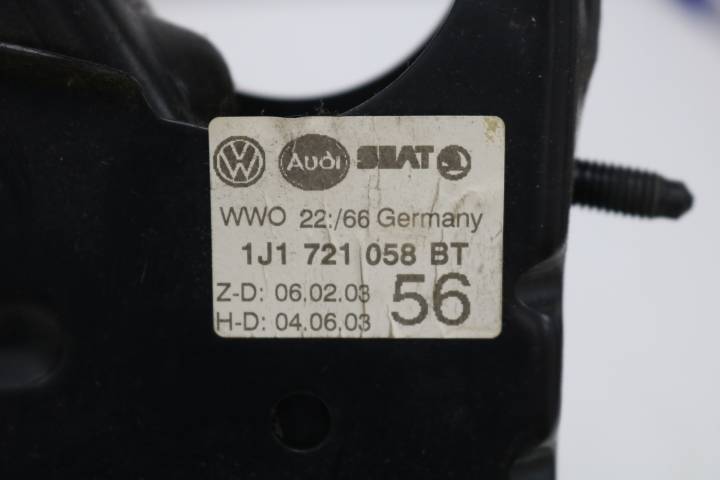 VW AUDI SEAT
WWO 22:/66 Germany
1J1 721 058 BT
Z-D: 06.02.03
56
H-D: 04.06.03